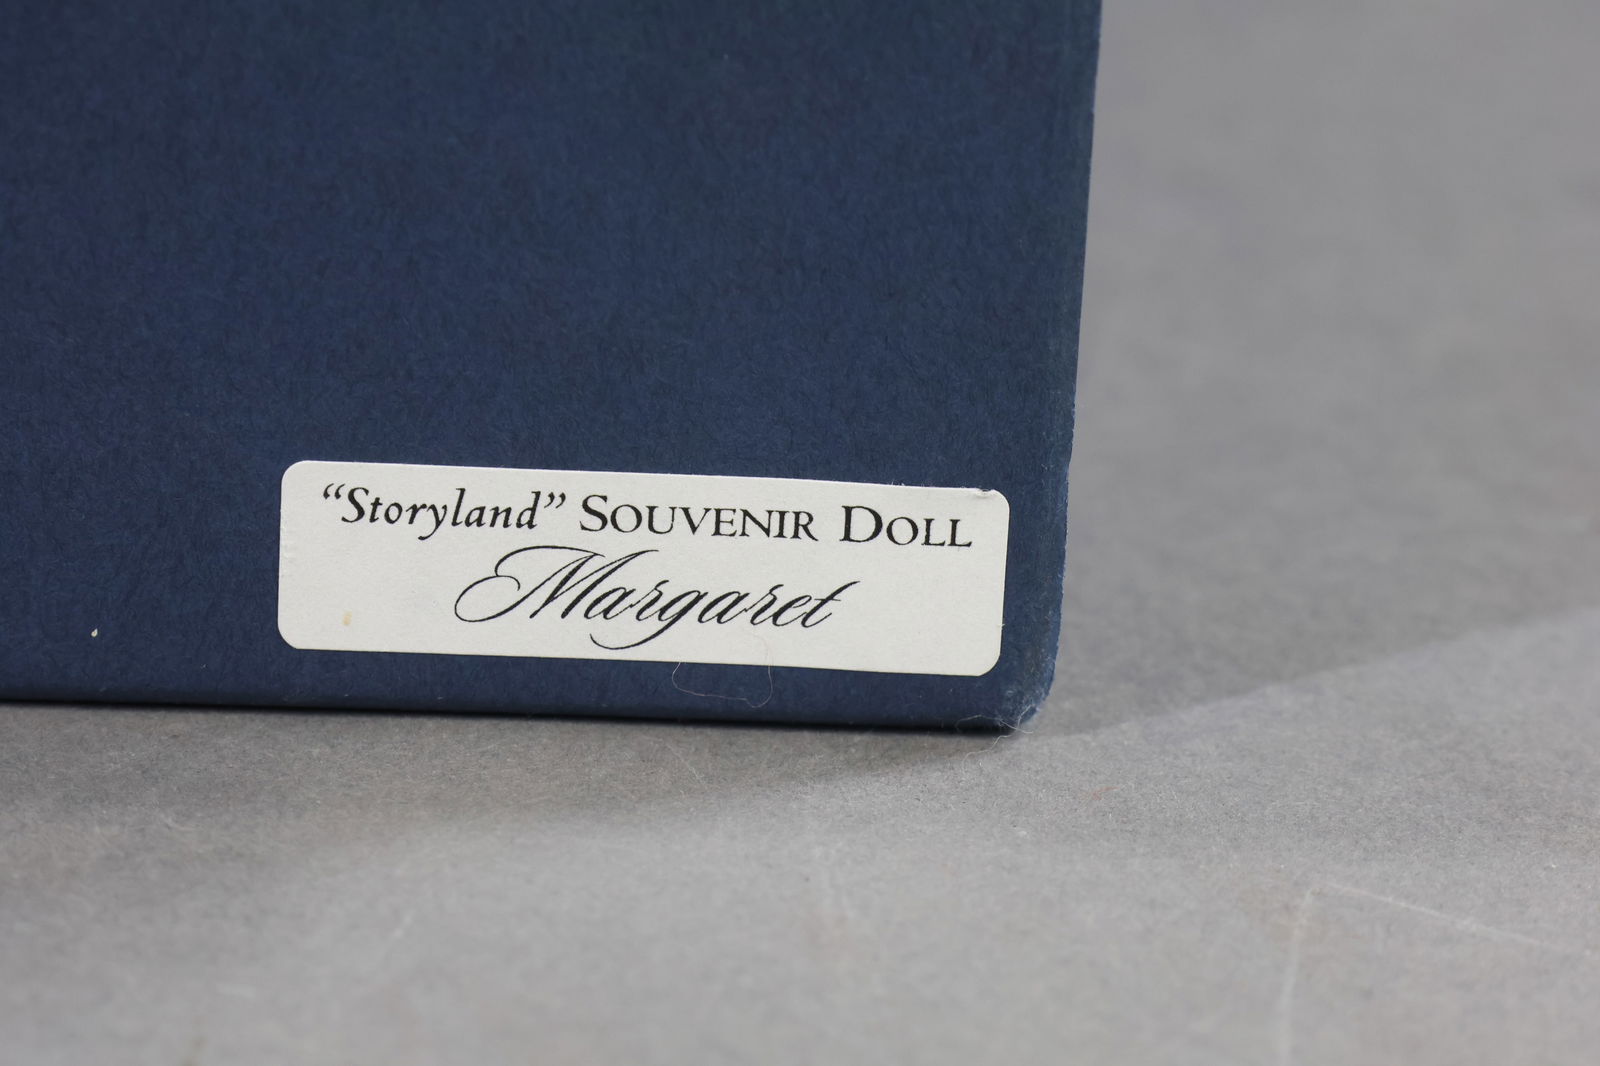 “Storyland” SOUVENIR DOLL
Margaret